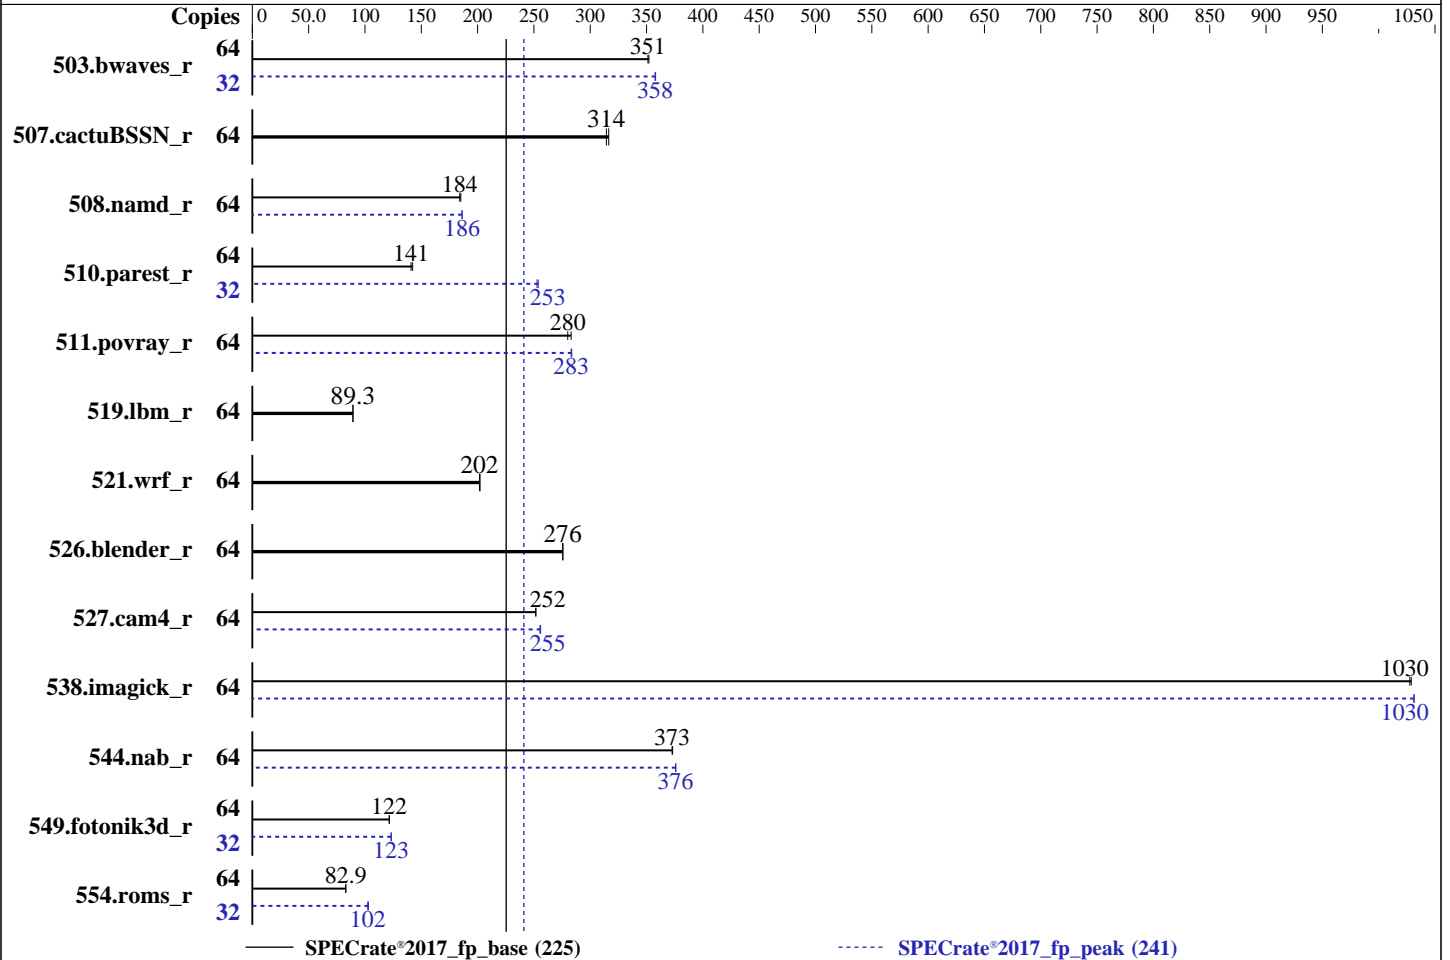 Copies 0 50.0 100 150 200 250 300 350 400 450 500 550 600 650 700 750 800 850 900 950 1050
503.bwaves_r 64 351
32 358
507.cactuBSSN_r 64 314
508.namd_r 64 184
186
510.parest_r 64 141
32 253
511.povray_r 64 280
283
519.lbm_r 64 89.3
521.wrf_r 64 202
526.blender_r 64 276
527.cam4_r 64 252
255
538.imagick_r 64 1030
1030
544.nab_r 64 373
376
549.fotonik3d_r 64 122
32 123
554.roms_r 64 82.9
32 102
SPECrate®2017_fp_base (225) SPECrate®2017_fp_peak (241)